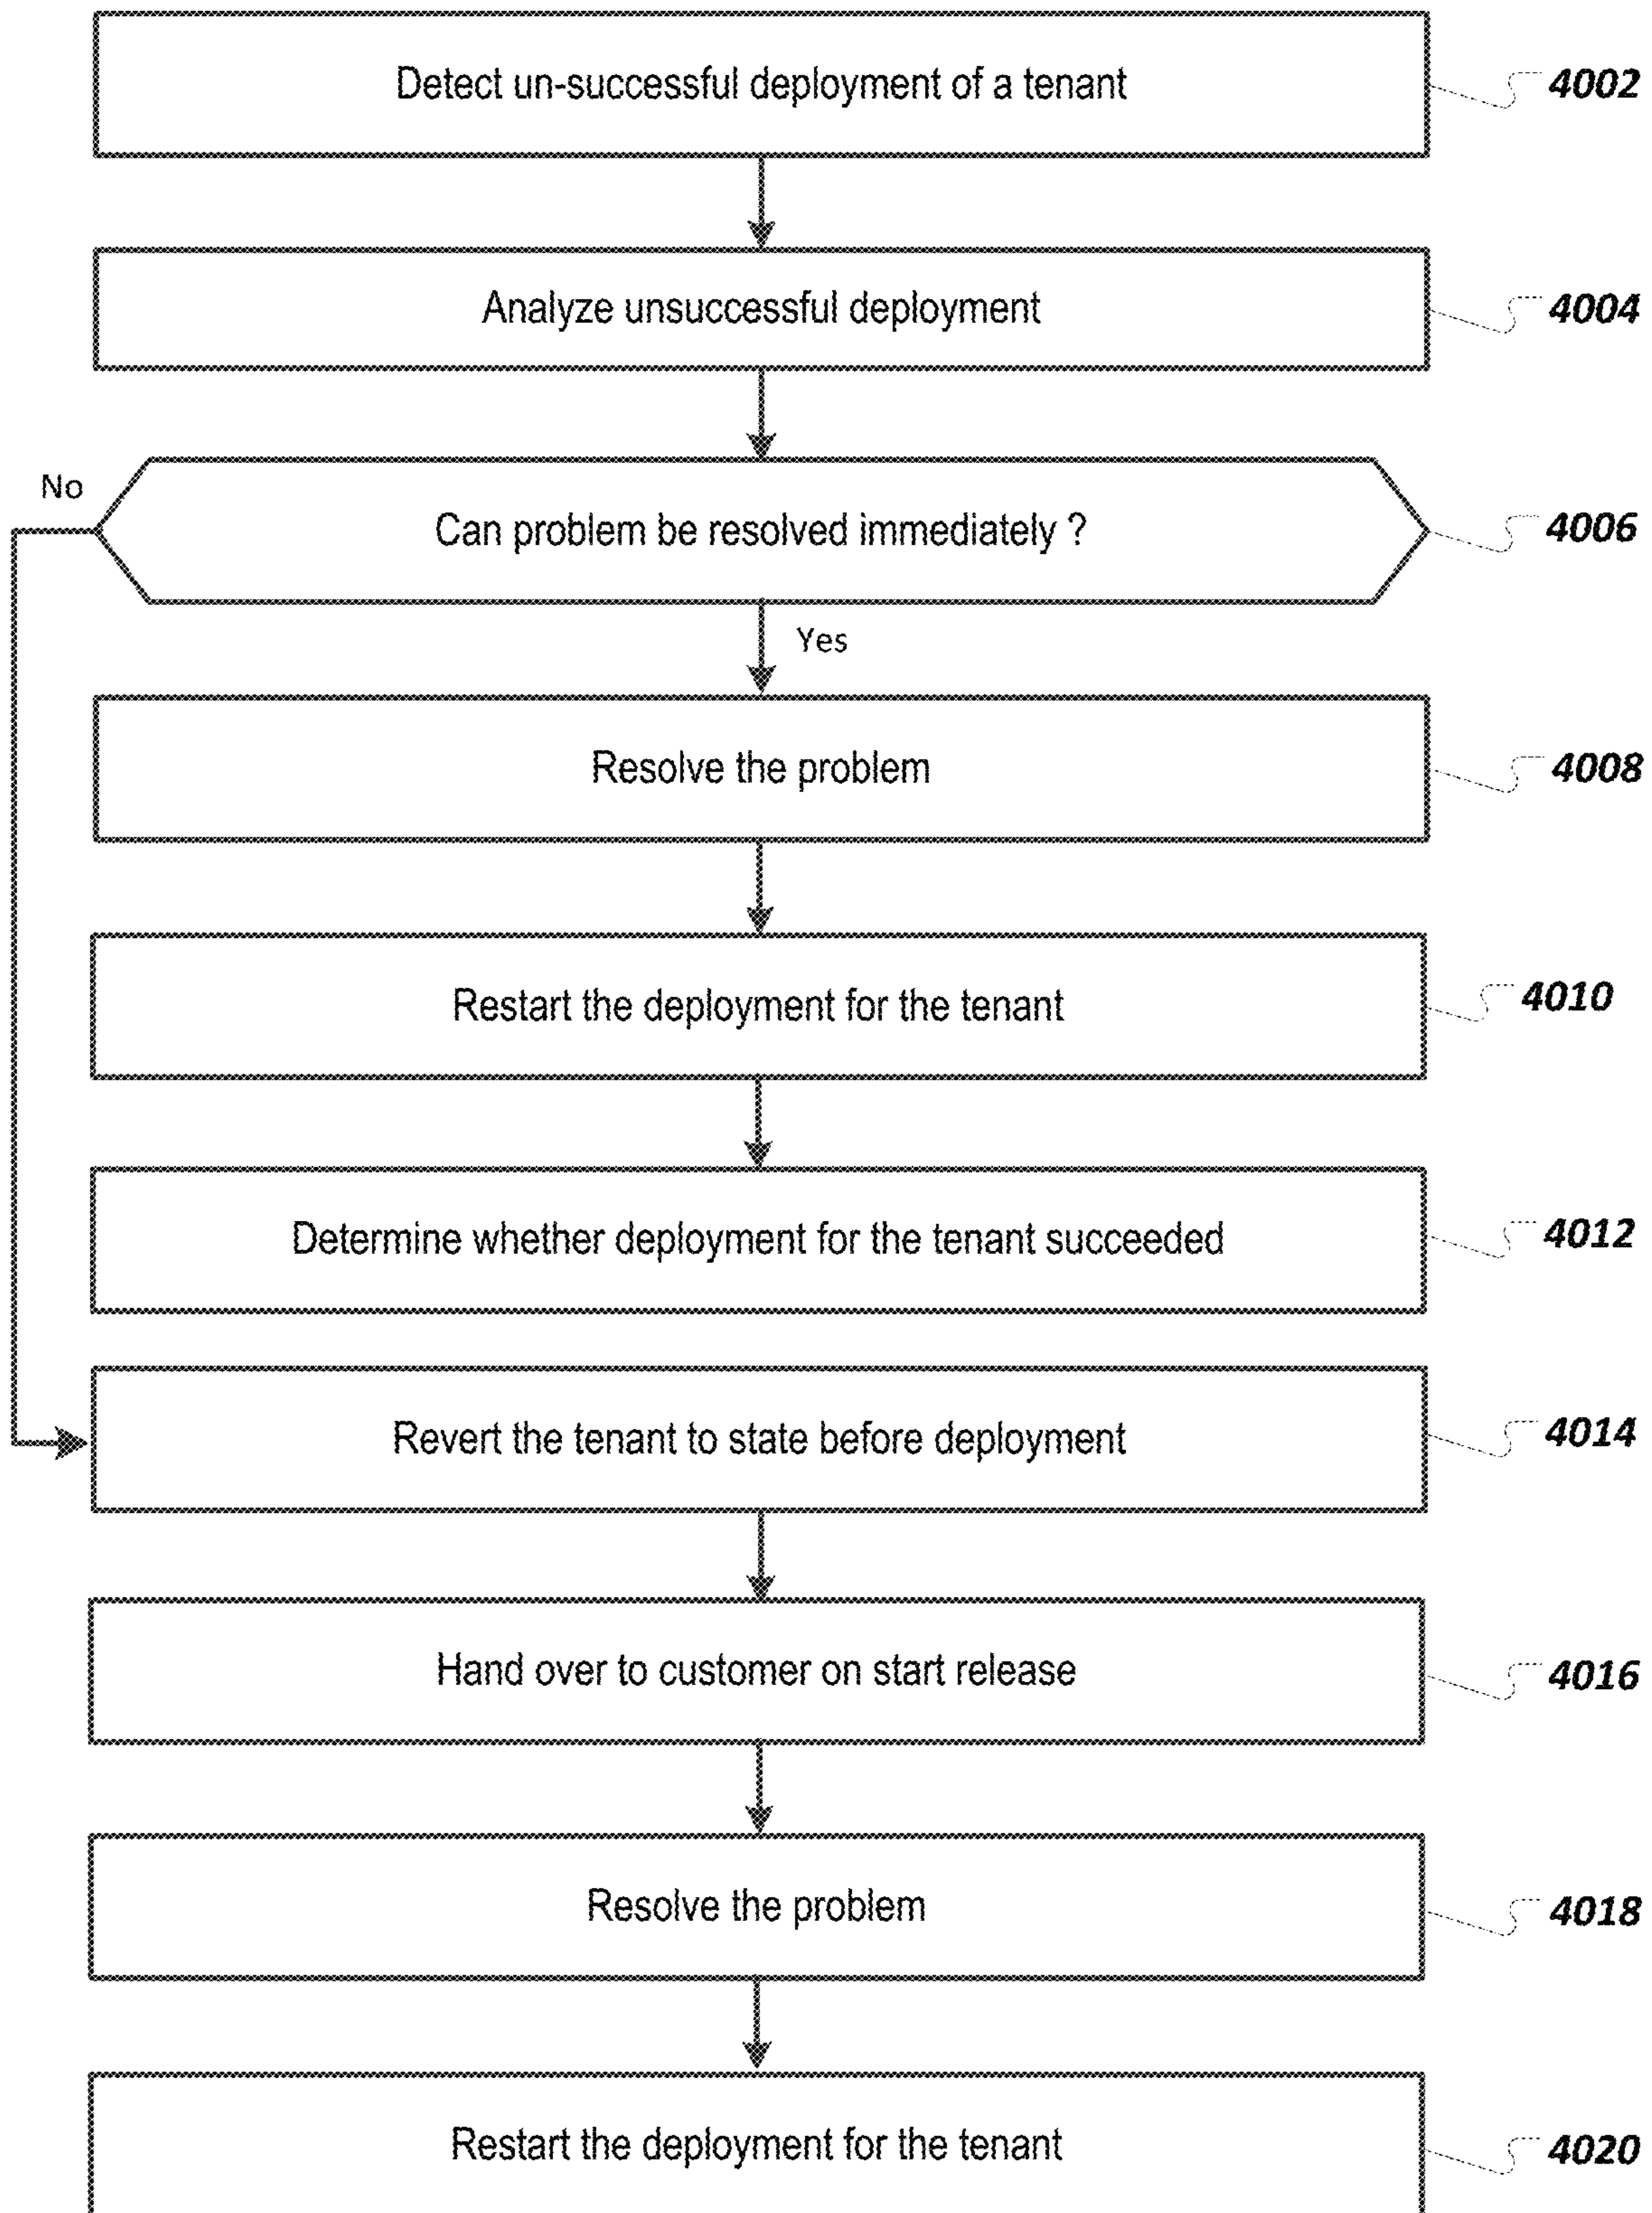 Detect un-successful deployment of a tenant
4002
Analyze unsuccessful deployment
4004
No
Can problem be resolved immediately ?
4006
Yes
Resolve the problem
4008
Restart the deployment for the tenant
4010
Determine whether deployment for the tenant succeeded
4012
Revert the tenant to state before deployment
4014
Hand over to customer on start release
4016
Resolve the problem
4018
Restart the deployment for the tenant
4020